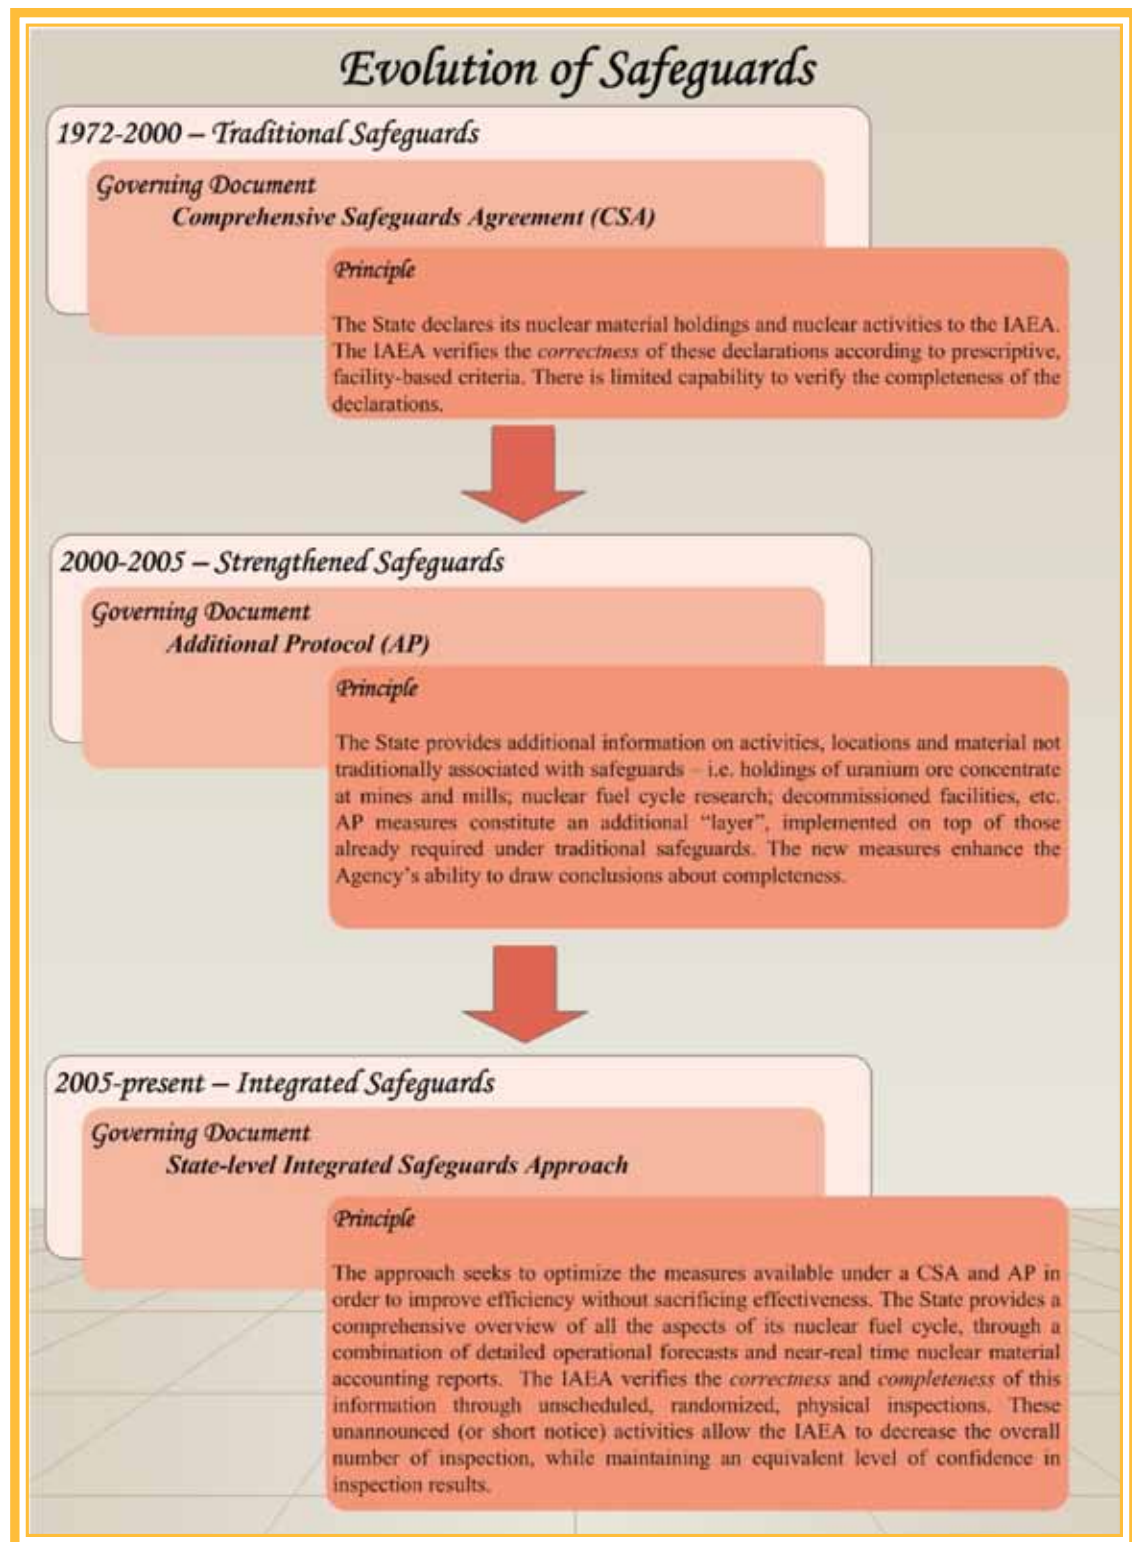 Evolution of Safeguards
1972-2000 – Traditional Safeguards
Governing Document
Comprehensive Safeguards Agreement (CSA)
Principle
The State declares its nuclear material holdings and nuclear activities to the IAEA.
The IAEA verifies the correctness of these declarations according to prescriptive,
facility-based criteria. There is limited capability to verify the completeness of the
declarations.
2000-2005 – Strengthened Safeguards
Governing Document
Additional Protocol (AP)
Principle
The State provides additional information on activities, locations and material not
traditionally associated with safeguards – i.e. holdings of uranium ore concentrate
at mines and mills; nuclear fuel cycle research; decommissioned facilities, etc.
AP measures constitute an additional “layer”, implemented on top of those
already required under traditional safeguards. The new measures enhance the
Agency’s ability to draw conclusions about completeness.
2005-present – Integrated Safeguards
Governing Document
State-level Integrated Safeguards Approach
Principle
The approach seeks to optimize the measures available under a CSA and AP in
order to improve efficiency without sacrificing effectiveness. The State provides a
comprehensive overview of all the aspects of its nuclear fuel cycle, through a
combination of detailed operational forecasts and near-real time nuclear material
accounting reports. The IAEA verifies the correctness and completeness of this
information through unscheduled, randomized, physical inspections. These
unannounced (or short notice) activities allow the IAEA to decrease the overall
number of inspection, while maintaining an equivalent level of confidence in
inspection results.